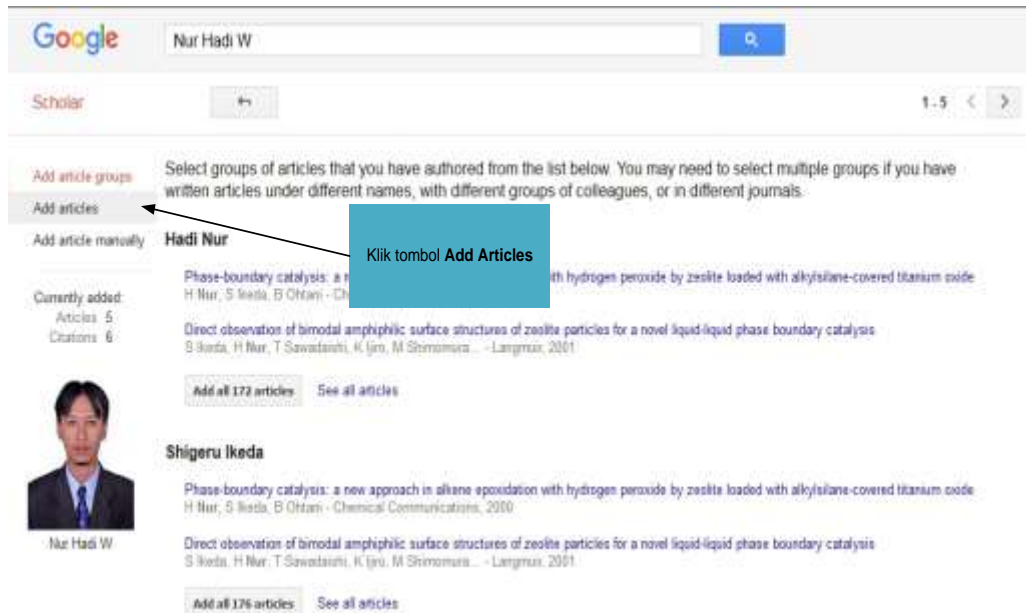 Google
Nur Hadi W
Scholar
1 - 5
Add article groups
Add articles
Add article manually
Currently added:
Articles 5
Citations 6
Nur Hadi W
Select groups of articles that you have authored from the list below. You may need to select multiple groups if you have
written articles under different names, with different groups of colleagues, or in different journals.
Klik tombol Add Articles
Hadi Nur
Phase-boundary catalysis: a n ith hydrogen peroxide by zeolite loaded with alkylsilane-covered titanium oxide
H Nur, S Ikeda, B Ohtani - Ch
Direct observation of bimodal amphiphilic surface structures of zeolite particles for a novel liquid-liquid phase boundary catalysis
S Ikeda, H Nur, T Sawadaishi, K Ijiro, M Shimomura... - Langmuir, 2001
Add all 172 articles See all articles
Shigeru Ikeda
Phase-boundary catalysis: a new approach in alkene epoxidation with hydrogen peroxide by zeolite loaded with alkylsilane-covered titanium oxide
H Nur, S Ikeda, B Ohtani - Chemical Communications, 2000
Direct observation of bimodal amphiphilic surface structures of zeolite particles for a novel liquid-liquid phase boundary catalysis
S Ikeda, H Nur, T Sawadaishi, K Ijiro, M Shimomura... - Langmuir, 2001
Add all 176 articles See all articles